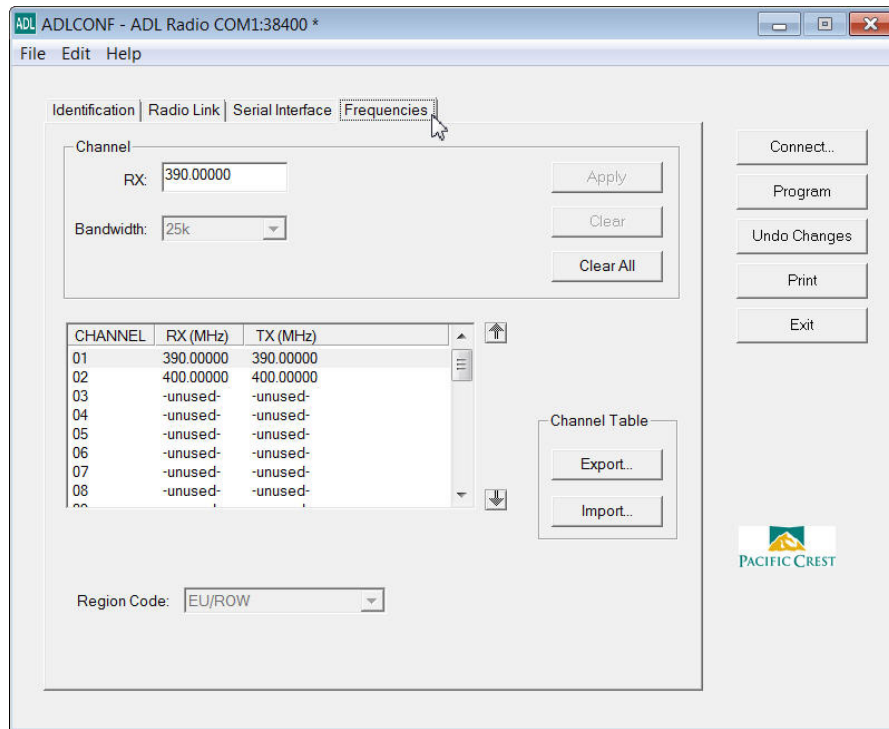 ADL ADLCONF - ADL Radio COM1:38400 *
File Edit Help
Identification Radio Link Serial Interface Frequencies
Channel
RX: 390.00000
Bandwidth: 25k
Apply
Clear
Clear All
CHANNEL RX (MHz) TX (MHz)
01 390.00000 390.00000
02 400.00000 400.00000
03 -unused- -unused-
04 -unused- -unused-
05 -unused- -unused-
06 -unused- -unused-
07 -unused- -unused-
08 -unused- -unused-
Channel Table
Export...
Import...
Region Code: EU/ROW
Connect...
Program
Undo Changes
Print
Exit
PACIFIC CREST